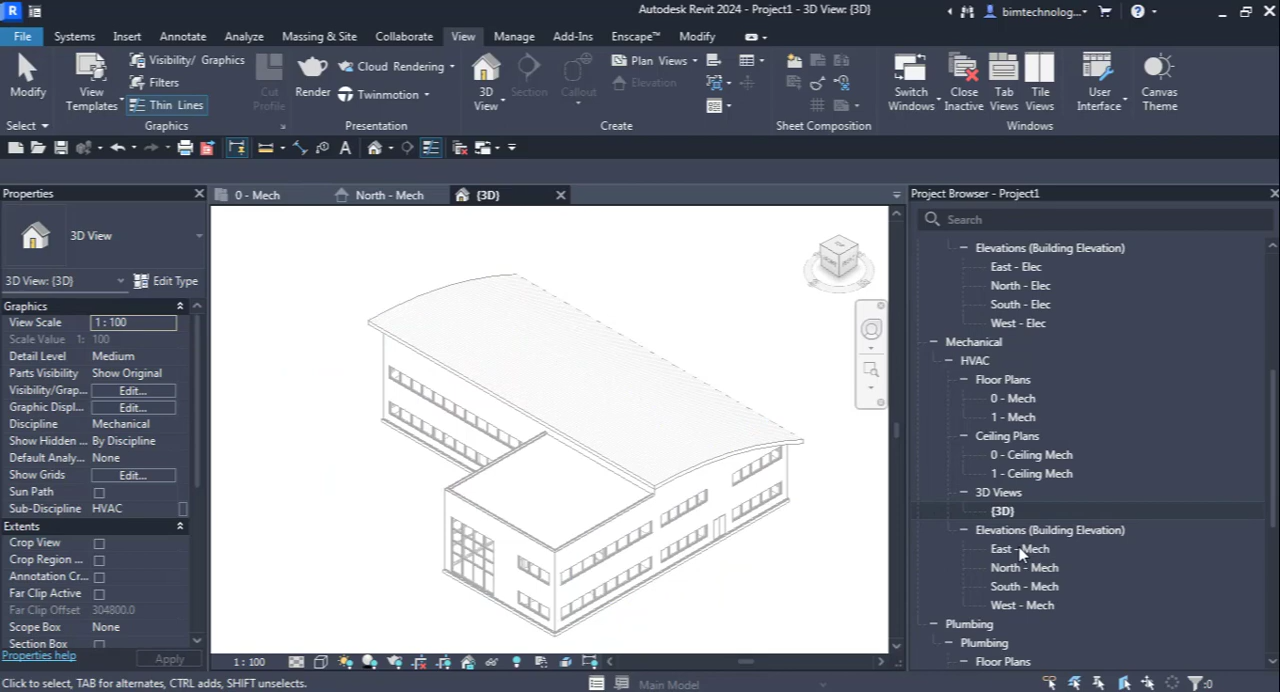 R Autodesk Revit 2024 - Project1 - 3D View: {3D} bimtechnolog...
File Systems Insert Annotate Analyze Massing & Site Collaborate View Manage Add-Ins Enscape™ Modify
Modify
View Templates
Visibility/ Graphics
Filters
Thin Lines
Cut Profile
Render
Cloud Rendering
Twinmotion
3D View
Section
Callout
Plan Views
Elevation
Switch Windows
Close Inactive
Tab Views
Tile Views
User Interface
Canvas Theme
Select Graphics Presentation Create Sheet Composition Windows
Properties
0 - Mech North - Mech {3D}
Project Browser - Project1
Search
3D View
3D View: {3D} Edit Type
Graphics
View Scale 1 : 100
Scale Value 1: 100
Detail Level Medium
Parts Visibility Show Original
Visibility/Grap... Edit...
Graphic Displ... Edit...
Discipline Mechanical
Show Hidden ... By Discipline
Default Analy... None
Show Grids Edit...
Sun Path
Sub-Discipline HVAC
Extents
Crop View
Crop Region ...
Annotation Cr...
Far Clip Active
Far Clip Offset 304800.0
Scope Box None
Section Box
Properties help Apply
Elevations (Building Elevation)
East - Elec
North - Elec
South - Elec
West - Elec
Mechanical
HVAC
Floor Plans
0 - Mech
1 - Mech
Ceiling Plans
0 - Ceiling Mech
1 - Ceiling Mech
3D Views
{3D}
Elevations (Building Elevation)
East - Mech
North - Mech
South - Mech
West - Mech
Plumbing
Plumbing
Floor Plans
1 : 100
Click to select, TAB for alternates, CTRL adds, SHIFT unselects.
Main Model
:0